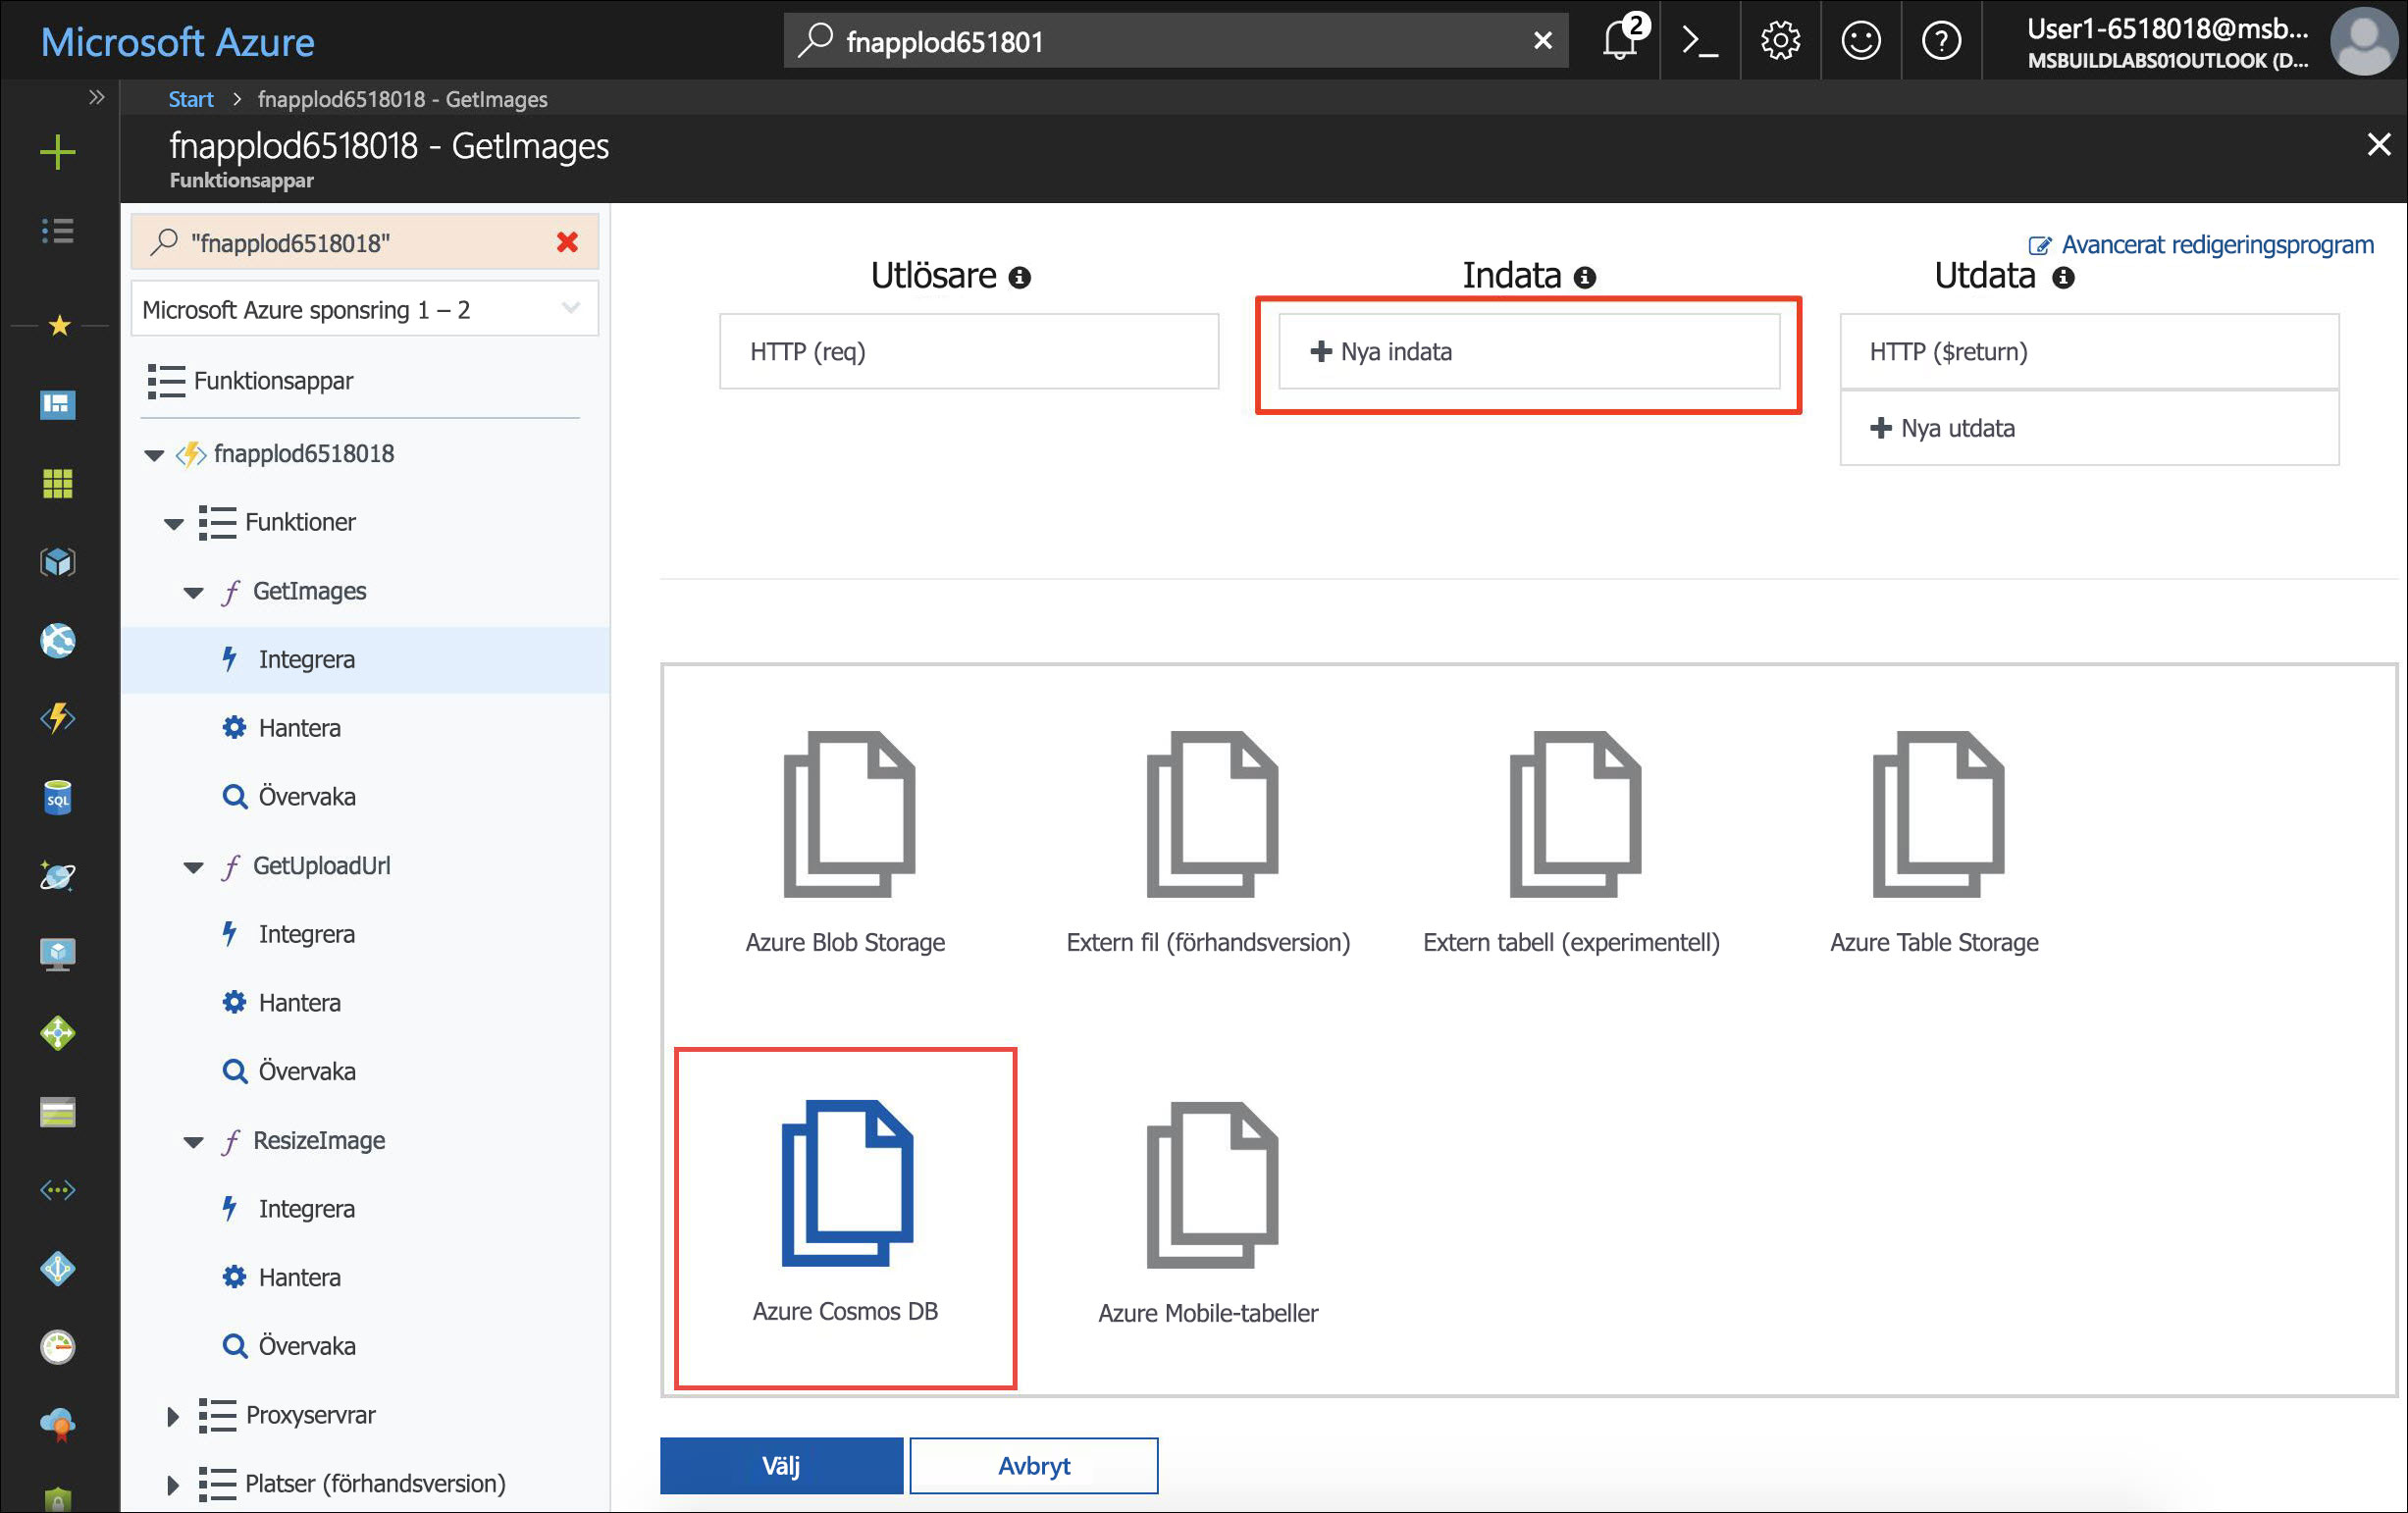 Microsoft Azure
fnapplod651801
2
User1-6518018@msb...
MSBUILDLABS01OUTLOOK (D...
Start > fnapplod6518018 - GetImages
fnapplod6518018 - GetImages
Funktionsappar
"fnapplod6518018"
Microsoft Azure sponsring 1 – 2
Funktionsappar
fnapplod6518018
Funktioner
GetImages
Integrera
Hantera
Övervaka
GetUploadUrl
Integrera
Hantera
Övervaka
ResizeImage
Integrera
Hantera
Övervaka
Proxyservrar
Platser (förhandsversion)
SQL
Avancerat redigeringsprogram
Utlösare
HTTP (req)
Indata
Nya indata
Utdata
HTTP ($return)
Nya utdata
Azure Blob Storage
Extern fil (förhandsversion)
Extern tabell (experimentell)
Azure Table Storage
Azure Cosmos DB
Azure Mobile-tabeller
Välj
Avbryt